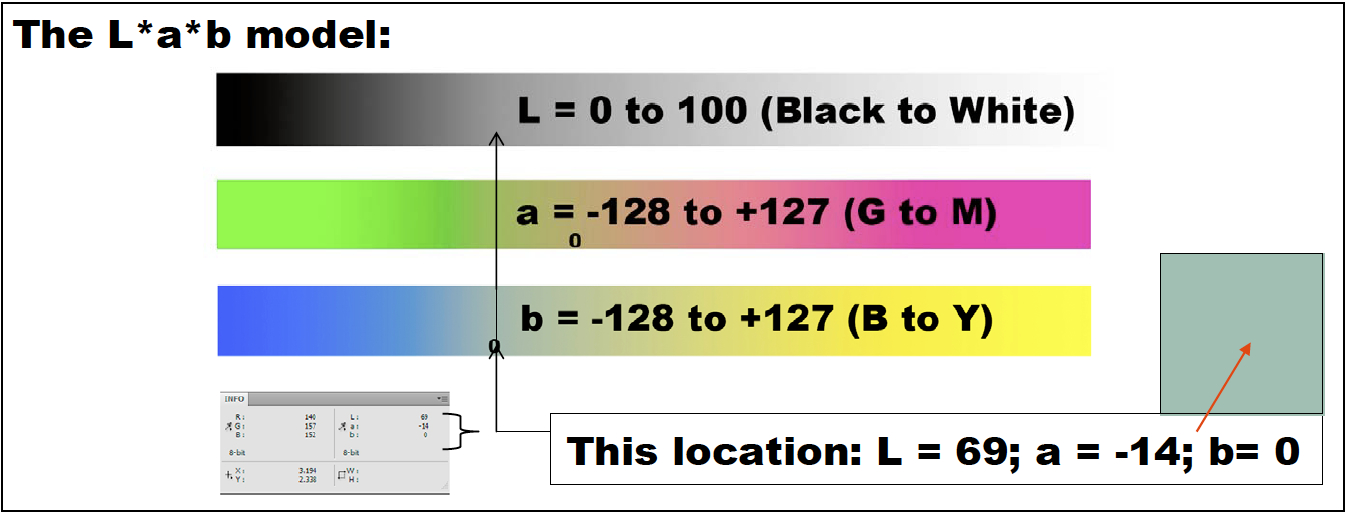 The L*a*b model:
L = 0 to 100 (Black to White)
a = -128 to +127 (G to M)
0
b = -128 to +127 (B to Y)
0
INFO
R: 140 L: 69
G: 157 a: -14
B: 152 b: 0
8-bit 8-bit
X: 3.194 W:
Y: 2.338 H:
This location: L = 69; a = -14; b= 0